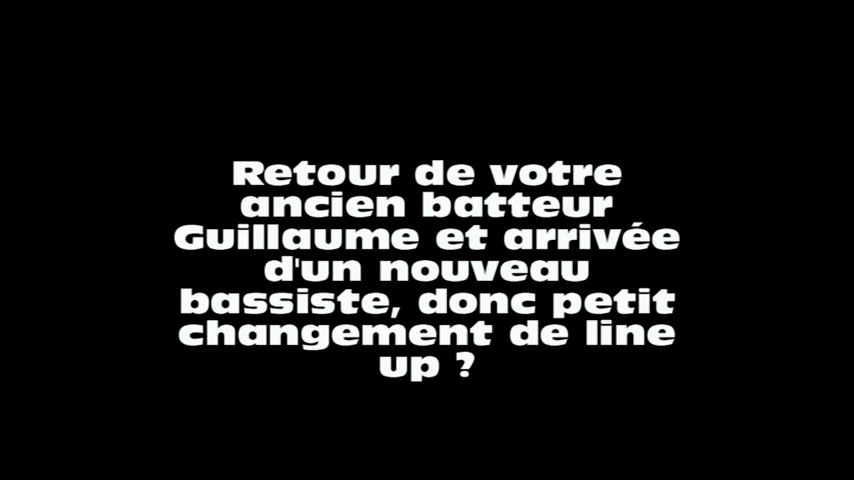 Retour de votre
ancien batteur
Guillaume et arrivée
d'un nouveau
bassiste, donc petit
changement de line
up ?